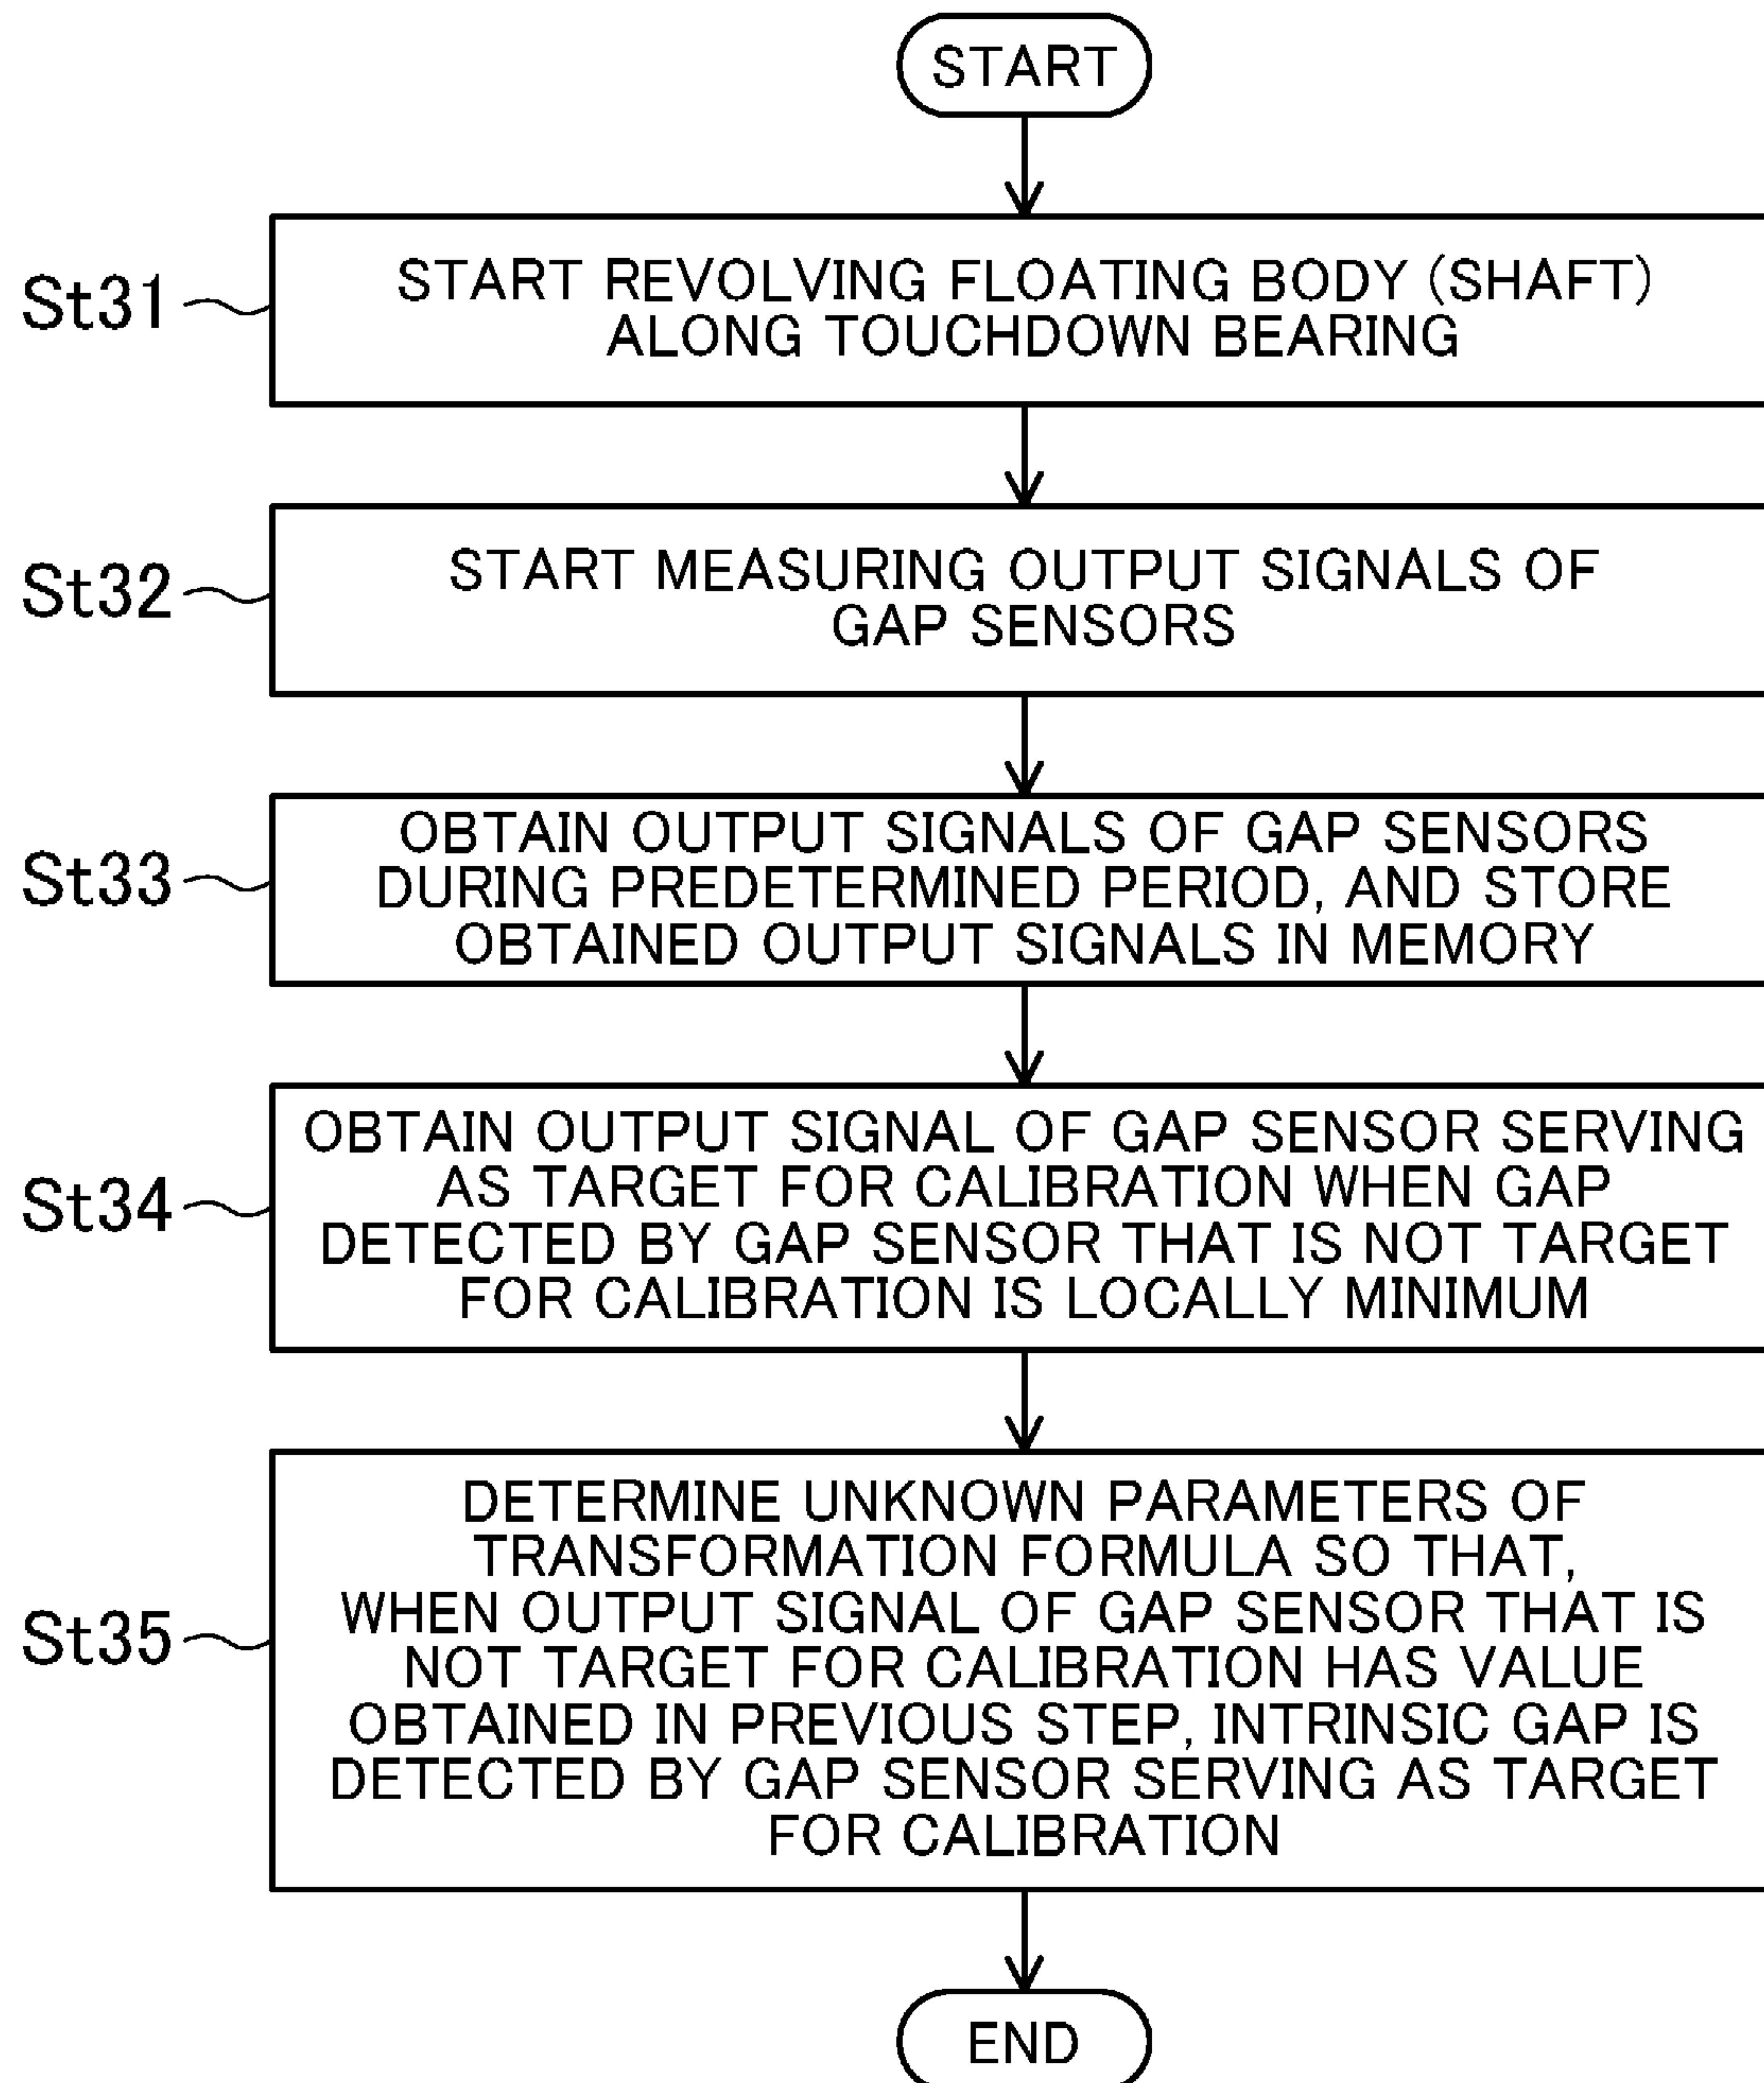 START
St31
START REVOLVING FLOATING BODY (SHAFT)
ALONG TOUCHDOWN BEARING
St32
START MEASURING OUTPUT SIGNALS OF
GAP SENSORS
St33
OBTAIN OUTPUT SIGNALS OF GAP SENSORS
DURING PREDETERMINED PERIOD, AND STORE
OBTAINED OUTPUT SIGNALS IN MEMORY
St34
OBTAIN OUTPUT SIGNAL OF GAP SENSOR SERVING
AS TARGET FOR CALIBRATION WHEN GAP
DETECTED BY GAP SENSOR THAT IS NOT TARGET
FOR CALIBRATION IS LOCALLY MINIMUM
St35
DETERMINE UNKNOWN PARAMETERS OF
TRANSFORMATION FORMULA SO THAT,
WHEN OUTPUT SIGNAL OF GAP SENSOR THAT IS
NOT TARGET FOR CALIBRATION HAS VALUE
OBTAINED IN PREVIOUS STEP, INTRINSIC GAP IS
DETECTED BY GAP SENSOR SERVING AS TARGET
FOR CALIBRATION
END